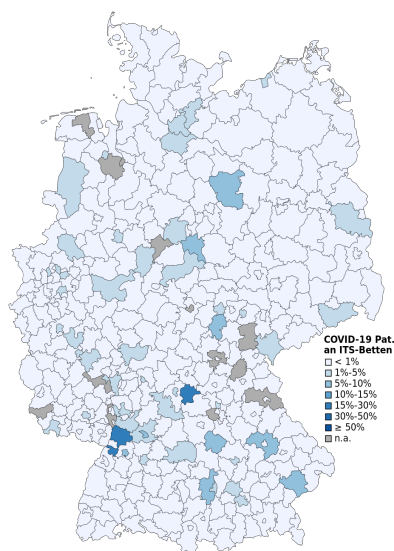 COVID-19 Pat.
an ITS-Betten
< 1%
1%-5%
5%-10%
10%-15%
15%-30%
30%-50%
≥ 50%
n.a.